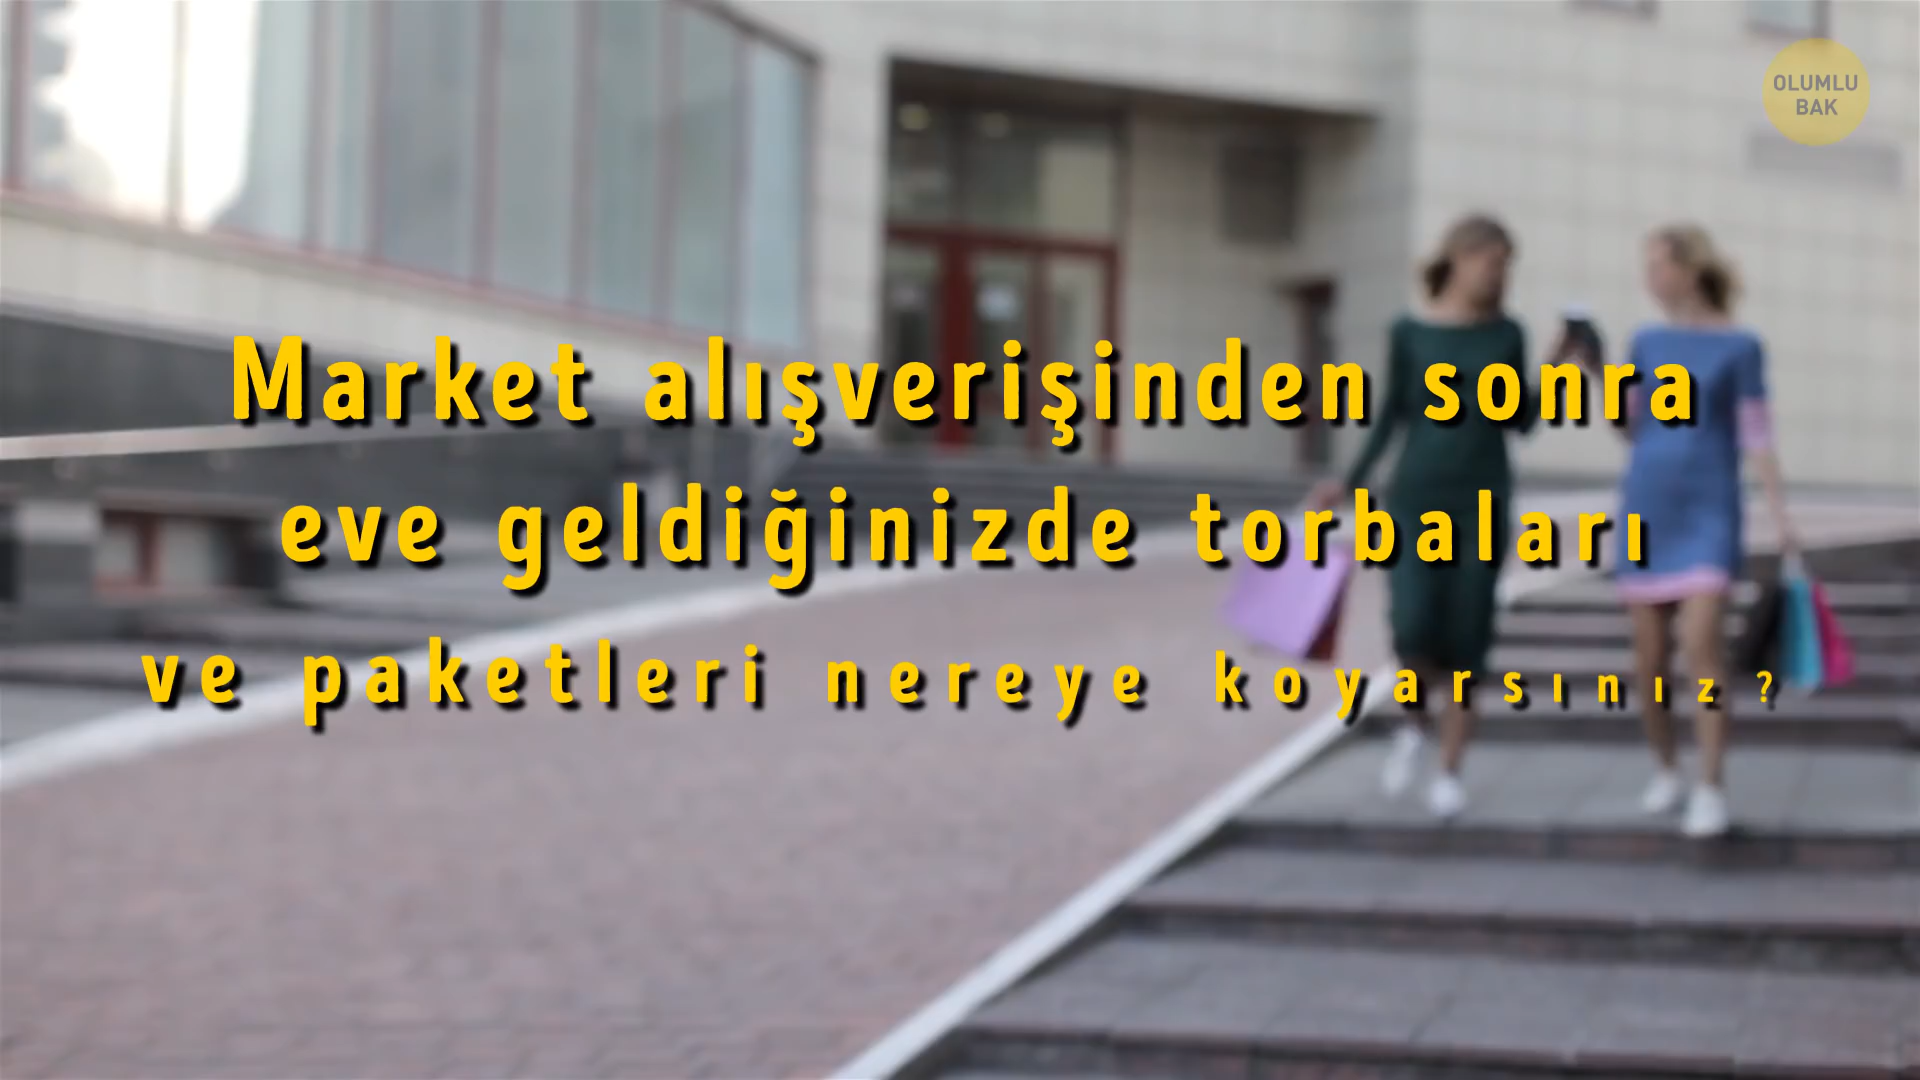 OLUMLU
BAK
Market alışverişinden sonra
eve geldiğinizde torbaları
ve paketleri nereye koyarsınız?